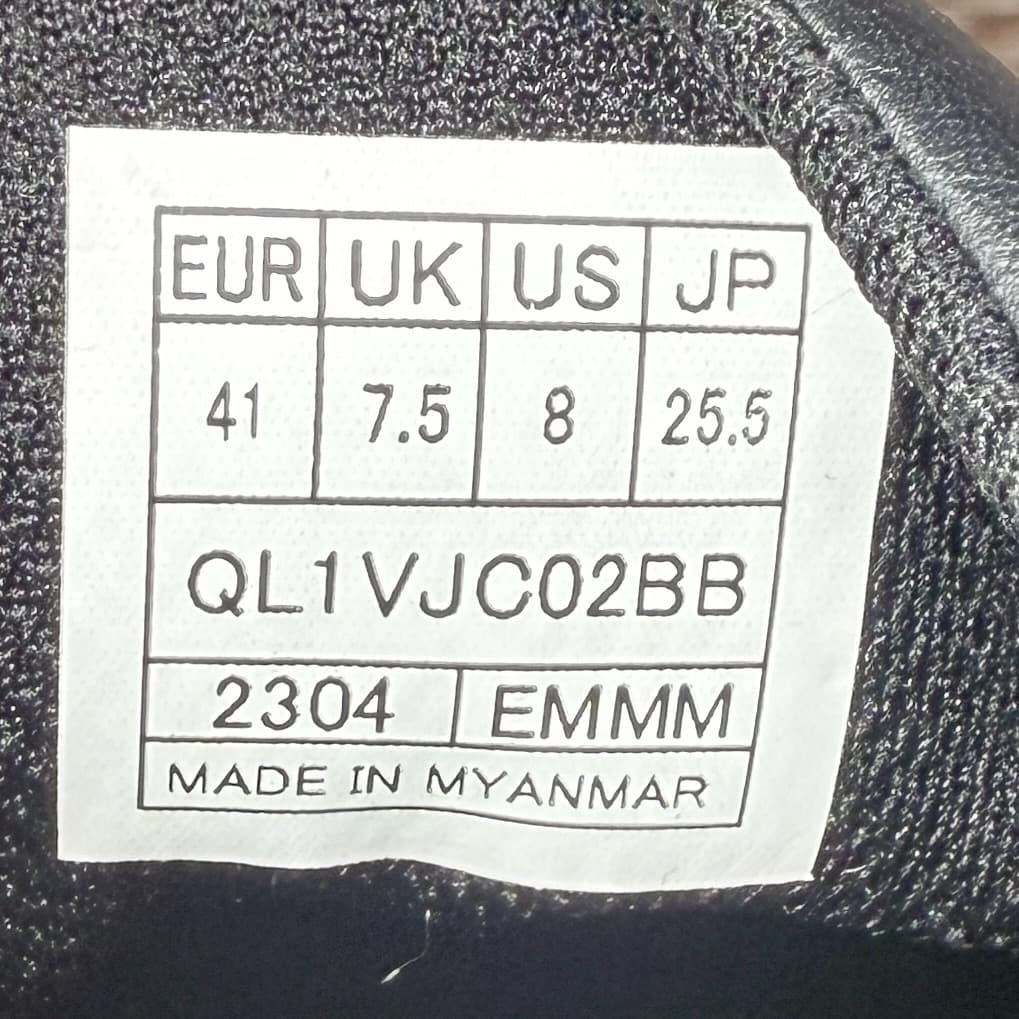 EUR UK US JP
41 7.5 8 25.5
QL1VJC02BB
2304 EMMM
MADE IN MYANMAR